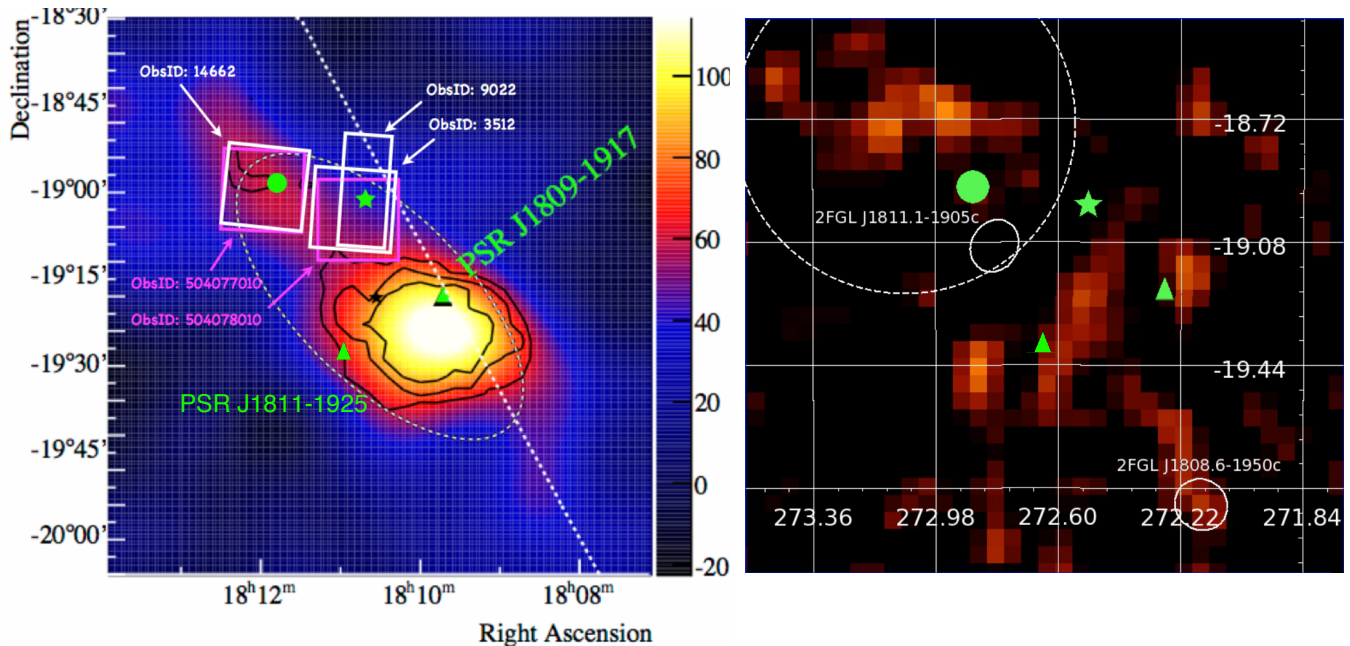 -18°30'
-18°45'
-19°00'
-19°15'
-19°30'
-19°45'
-20°00'
Declination
18ʰ12ᵐ
18ʰ10ᵐ
18ʰ08ᵐ
Right Ascension
ObsID: 14662
ObsID: 9022
ObsID: 3512
PSR J1809-1917
ObsID: 504077010
ObsID: 504078010
PSR J1811-1925
100
80
60
40
20
0
-20
-18.72
2FGL J1811.1-1905c
-19.08
-19.44
2FGL J1808.6-1950c
273.36
272.98
272.60
272.22
271.84